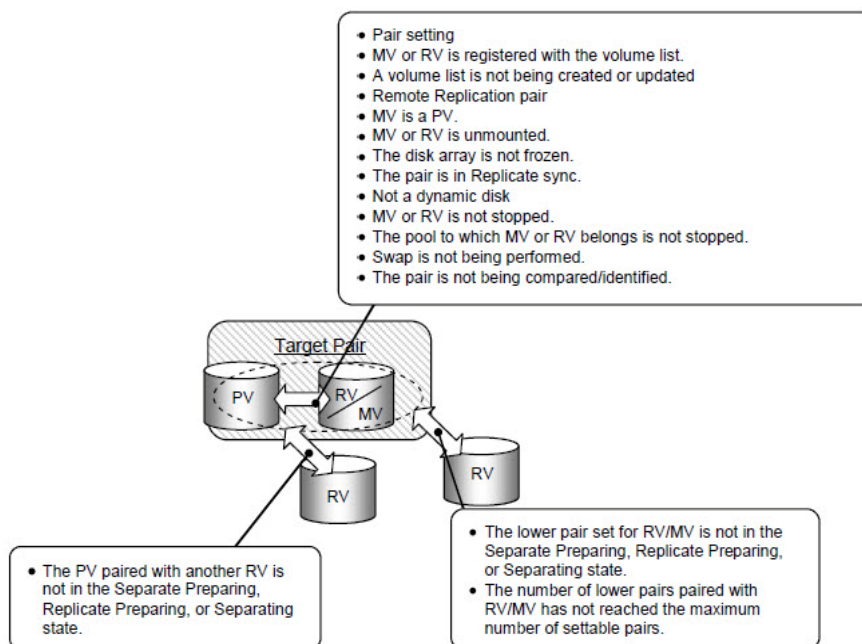 • Pair setting
• MV or RV is registered with the volume list.
• A volume list is not being created or updated
• Remote Replication pair
• MV is a PV.
• MV or RV is unmounted.
• The disk array is not frozen.
• The pair is in Replicate sync.
• Not a dynamic disk
• MV or RV is not stopped.
• The pool to which MV or RV belongs is not stopped.
• Swap is not being performed.
• The pair is not being compared/identified.
Target Pair
PV
RV
MV
RV
RV
• The PV paired with another RV is
not in the Separate Preparing,
Replicate Preparing, or Separating
state.
• The lower pair set for RV/MV is not in the
Separate Preparing, Replicate Preparing,
or Separating state.
• The number of lower pairs paired with
RV/MV has not reached the maximum
number of settable pairs.